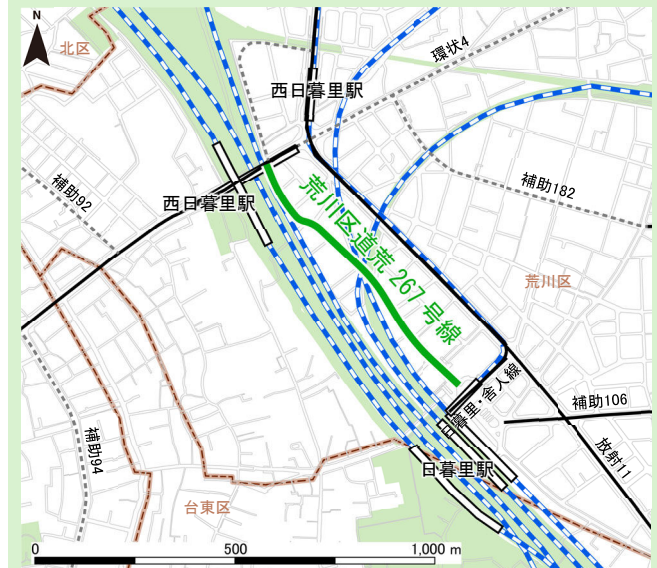 N
北区
環状4
西日暮里駅
補助92
西日暮里駅
補助182
荒川区道荒 267 号線
荒川区
日暮里・舎人線
補助106
補助94
放射11
日暮里駅
台東区
0 500 1,000 m